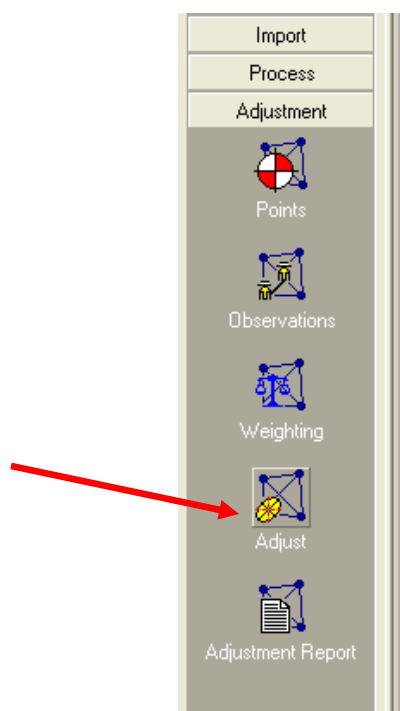 Import
Process
Adjustment
Points
Observations
Weighting
Adjust
Adjustment Report